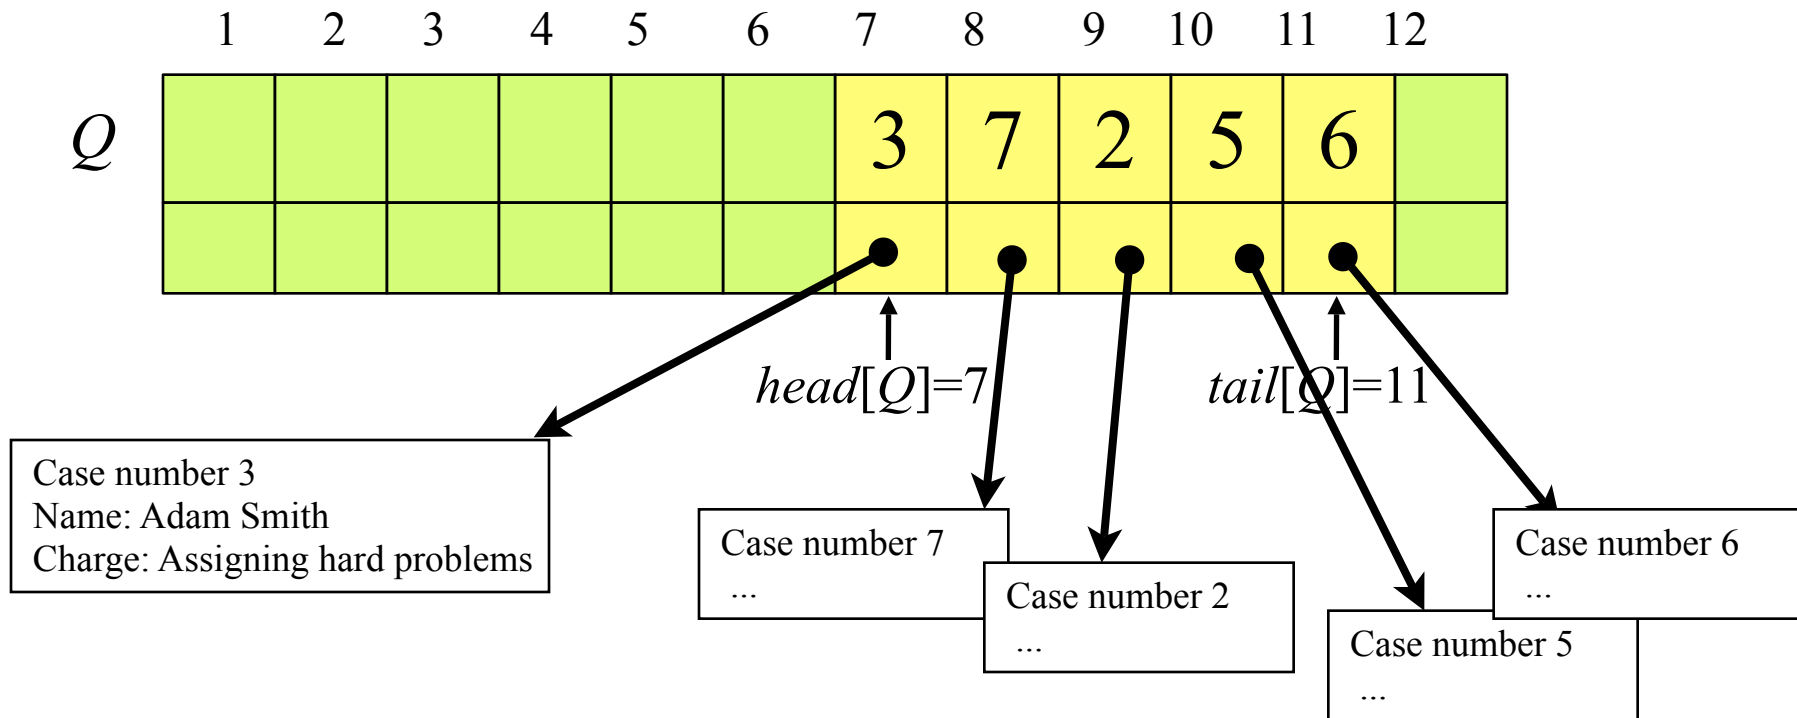 1 2 3 4 5 6 7 8 9 10 11 12
Q 3 7 2 5 6
head[Q]=7 tail[Q]=11
Case number 3
Name: Adam Smith
Charge: Assigning hard problems
Case number 7
...
Case number 2
...
Case number 6
...
Case number 5
...